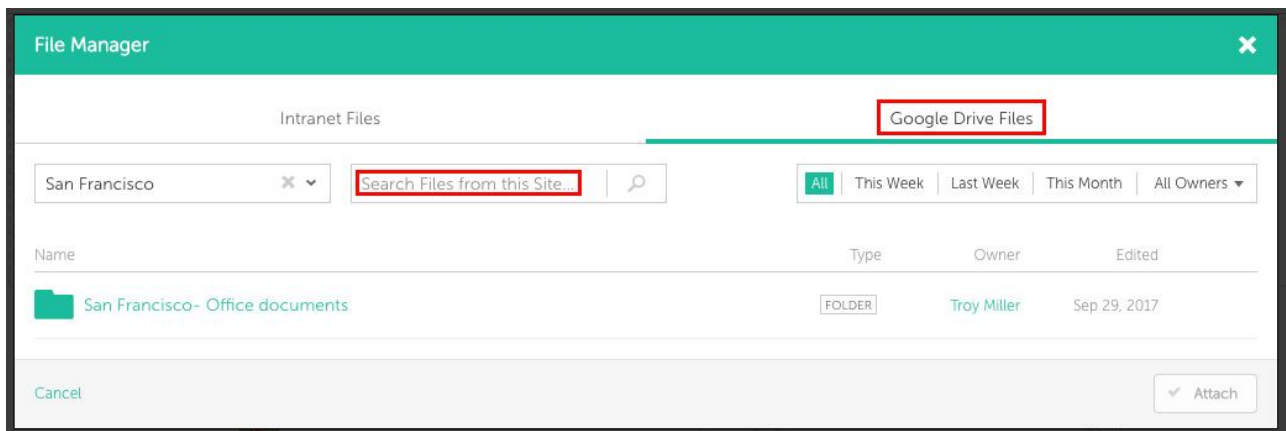 File Manager
Intranet Files Google Drive Files
San Francisco Search Files from this Site... All This Week Last Week This Month All Owners
Name Type Owner Edited
San Francisco- Office documents FOLDER Troy Miller Sep 29, 2017
Cancel Attach